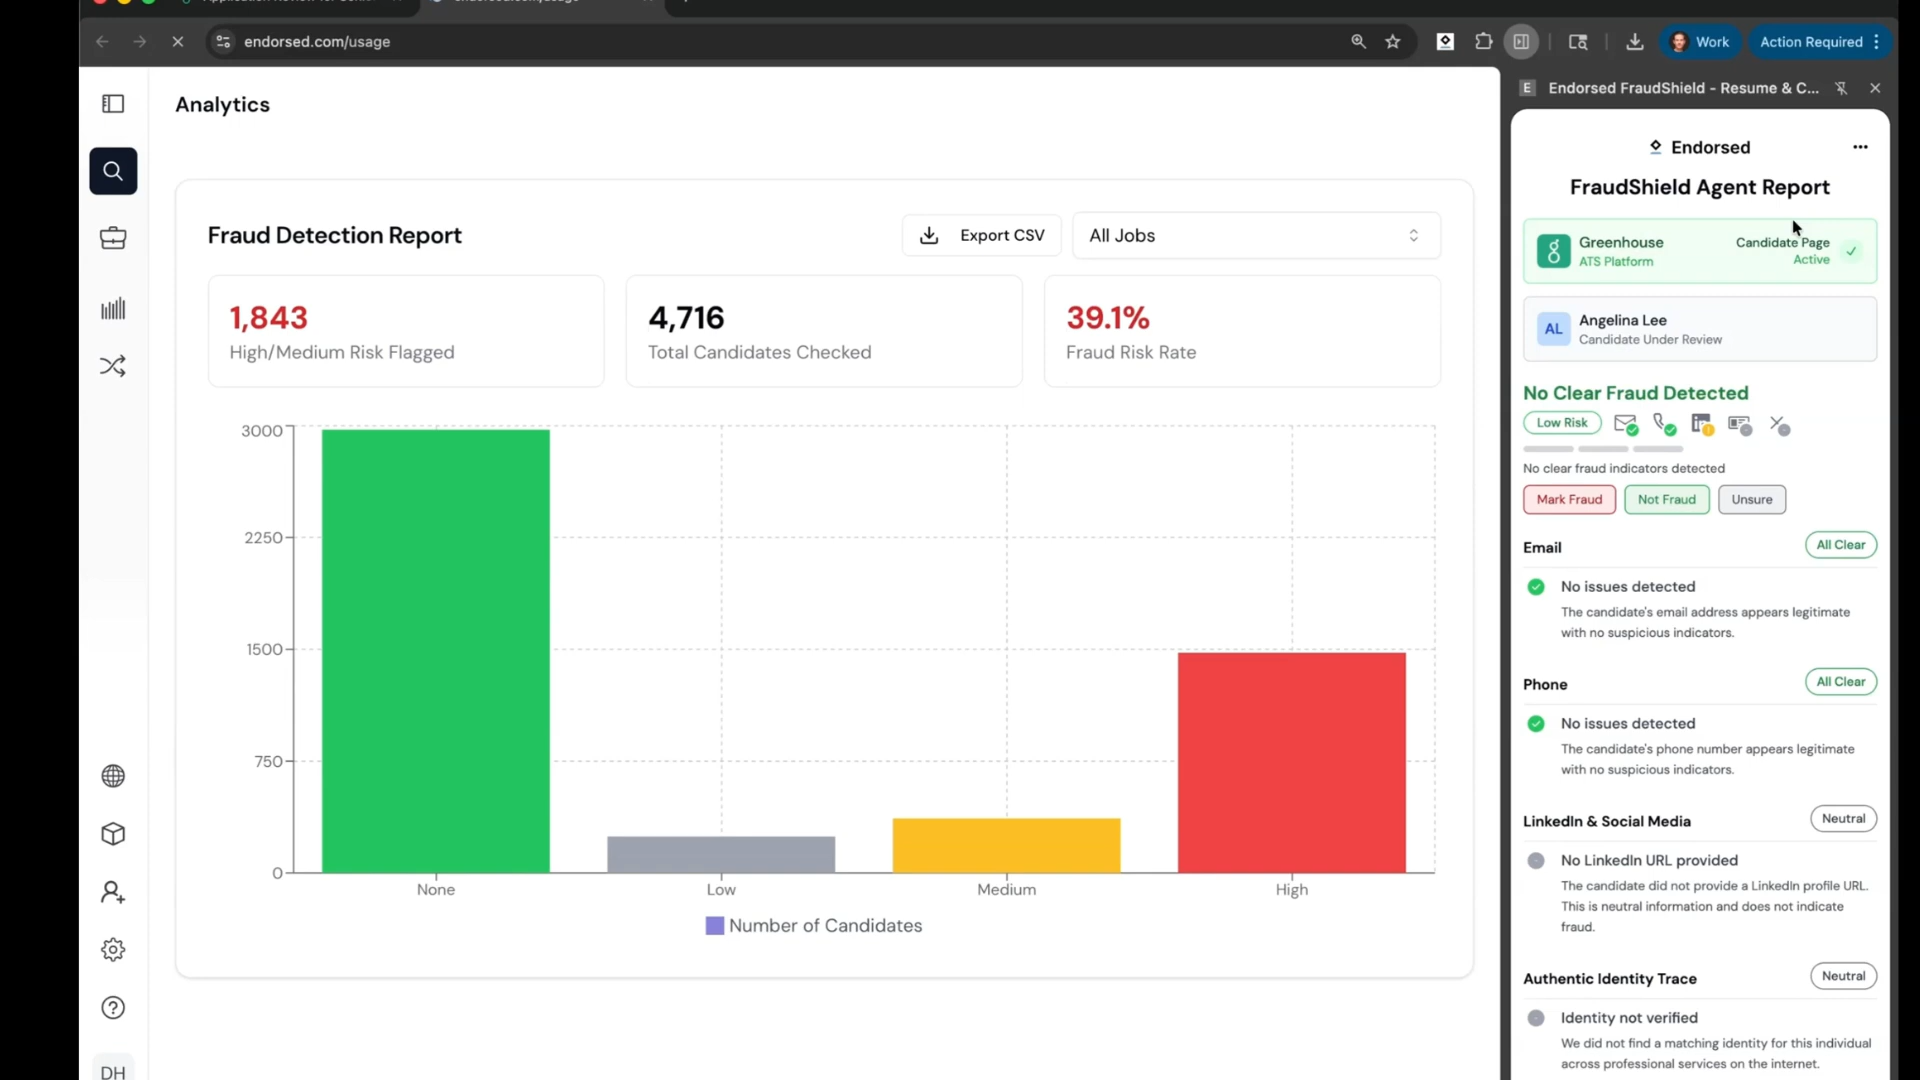 endorsed.com/usage
Work
Action Required
Analytics
Fraud Detection Report
Export CSV
All Jobs
1,843
High/Medium Risk Flagged
4,716
Total Candidates Checked
39.1%
Fraud Risk Rate
3000
2250
1500
750
0
None
Low
Medium
High
Number of Candidates
DH
E
Endorsed FraudShield - Resume & C...
Endorsed
FraudShield Agent Report
Greenhouse
ATS Platform
Candidate Page
Active
AL
Angelina Lee
Candidate Under Review
No Clear Fraud Detected
Low Risk
No clear fraud indicators detected
Mark Fraud
Not Fraud
Unsure
Email
All Clear
No issues detected
The candidate's email address appears legitimate
with no suspicious indicators.
Phone
All Clear
No issues detected
The candidate's phone number appears legitimate
with no suspicious indicators.
LinkedIn & Social Media
Neutral
No LinkedIn URL provided
The candidate did not provide a LinkedIn profile URL.
This is neutral information and does not indicate
fraud.
Authentic Identity Trace
Neutral
Identity not verified
We did not find a matching identity for this individual
across professional services on the internet.